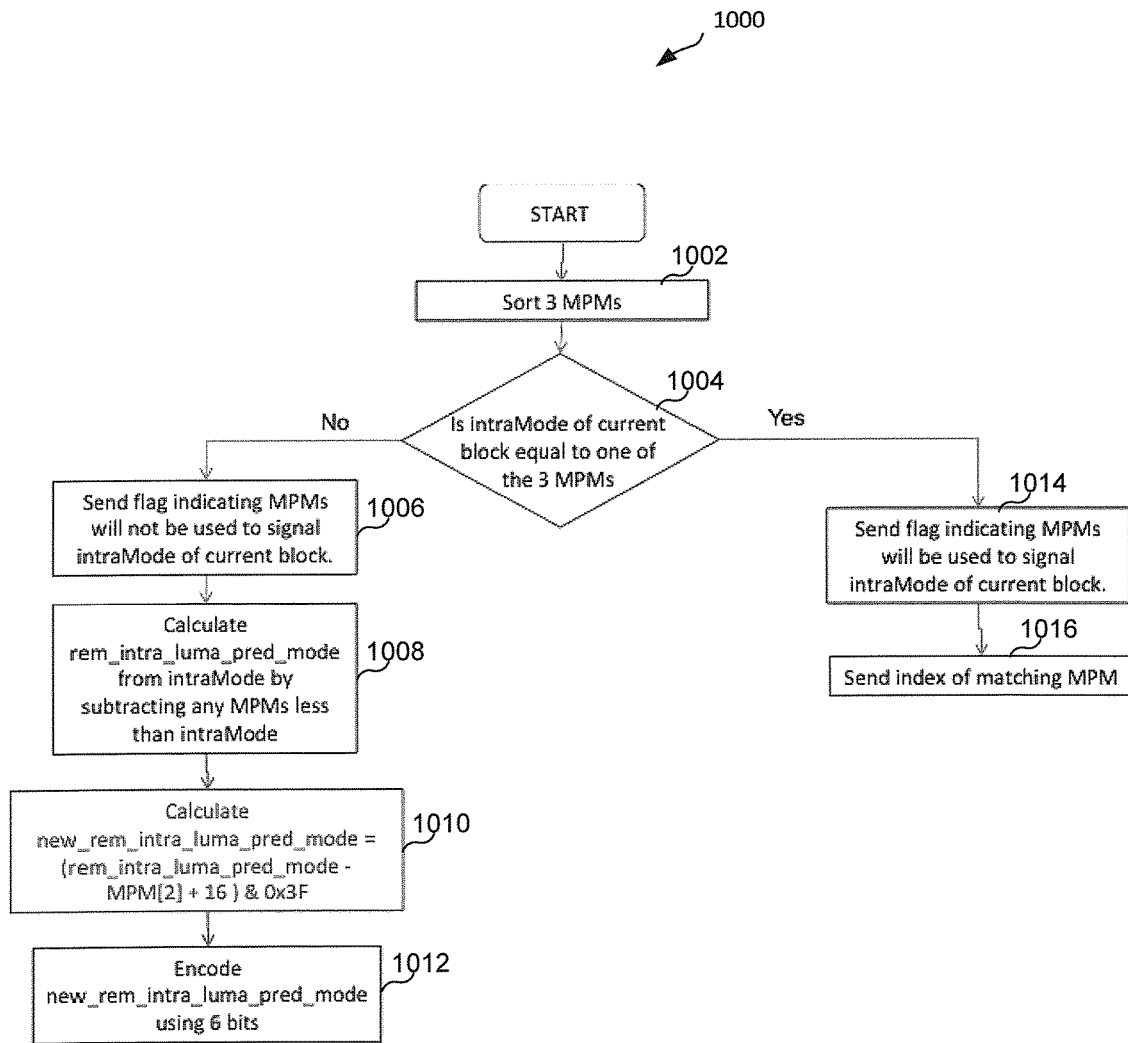 1000
START
1002
Sort 3 MPMs
1004
Is intraMode of current
block equal to one of
the 3 MPMs
No
Yes
Send flag indicating MPMs
will not be used to signal
intraMode of current block.
1006
Calculate
rem_intra_luma_pred_mode
from intraMode by
subtracting any MPMs less
than intraMode
1008
Calculate
new_rem_intra_luma_pred_mode =
(rem_intra_luma_pred_mode -
MPM[2] + 16 ) & 0x3F
1010
Encode
new_rem_intra_luma_pred_mode
using 6 bits
1012
1014
Send flag indicating MPMs
will be used to signal
intraMode of current block.
1016
Send index of matching MPM